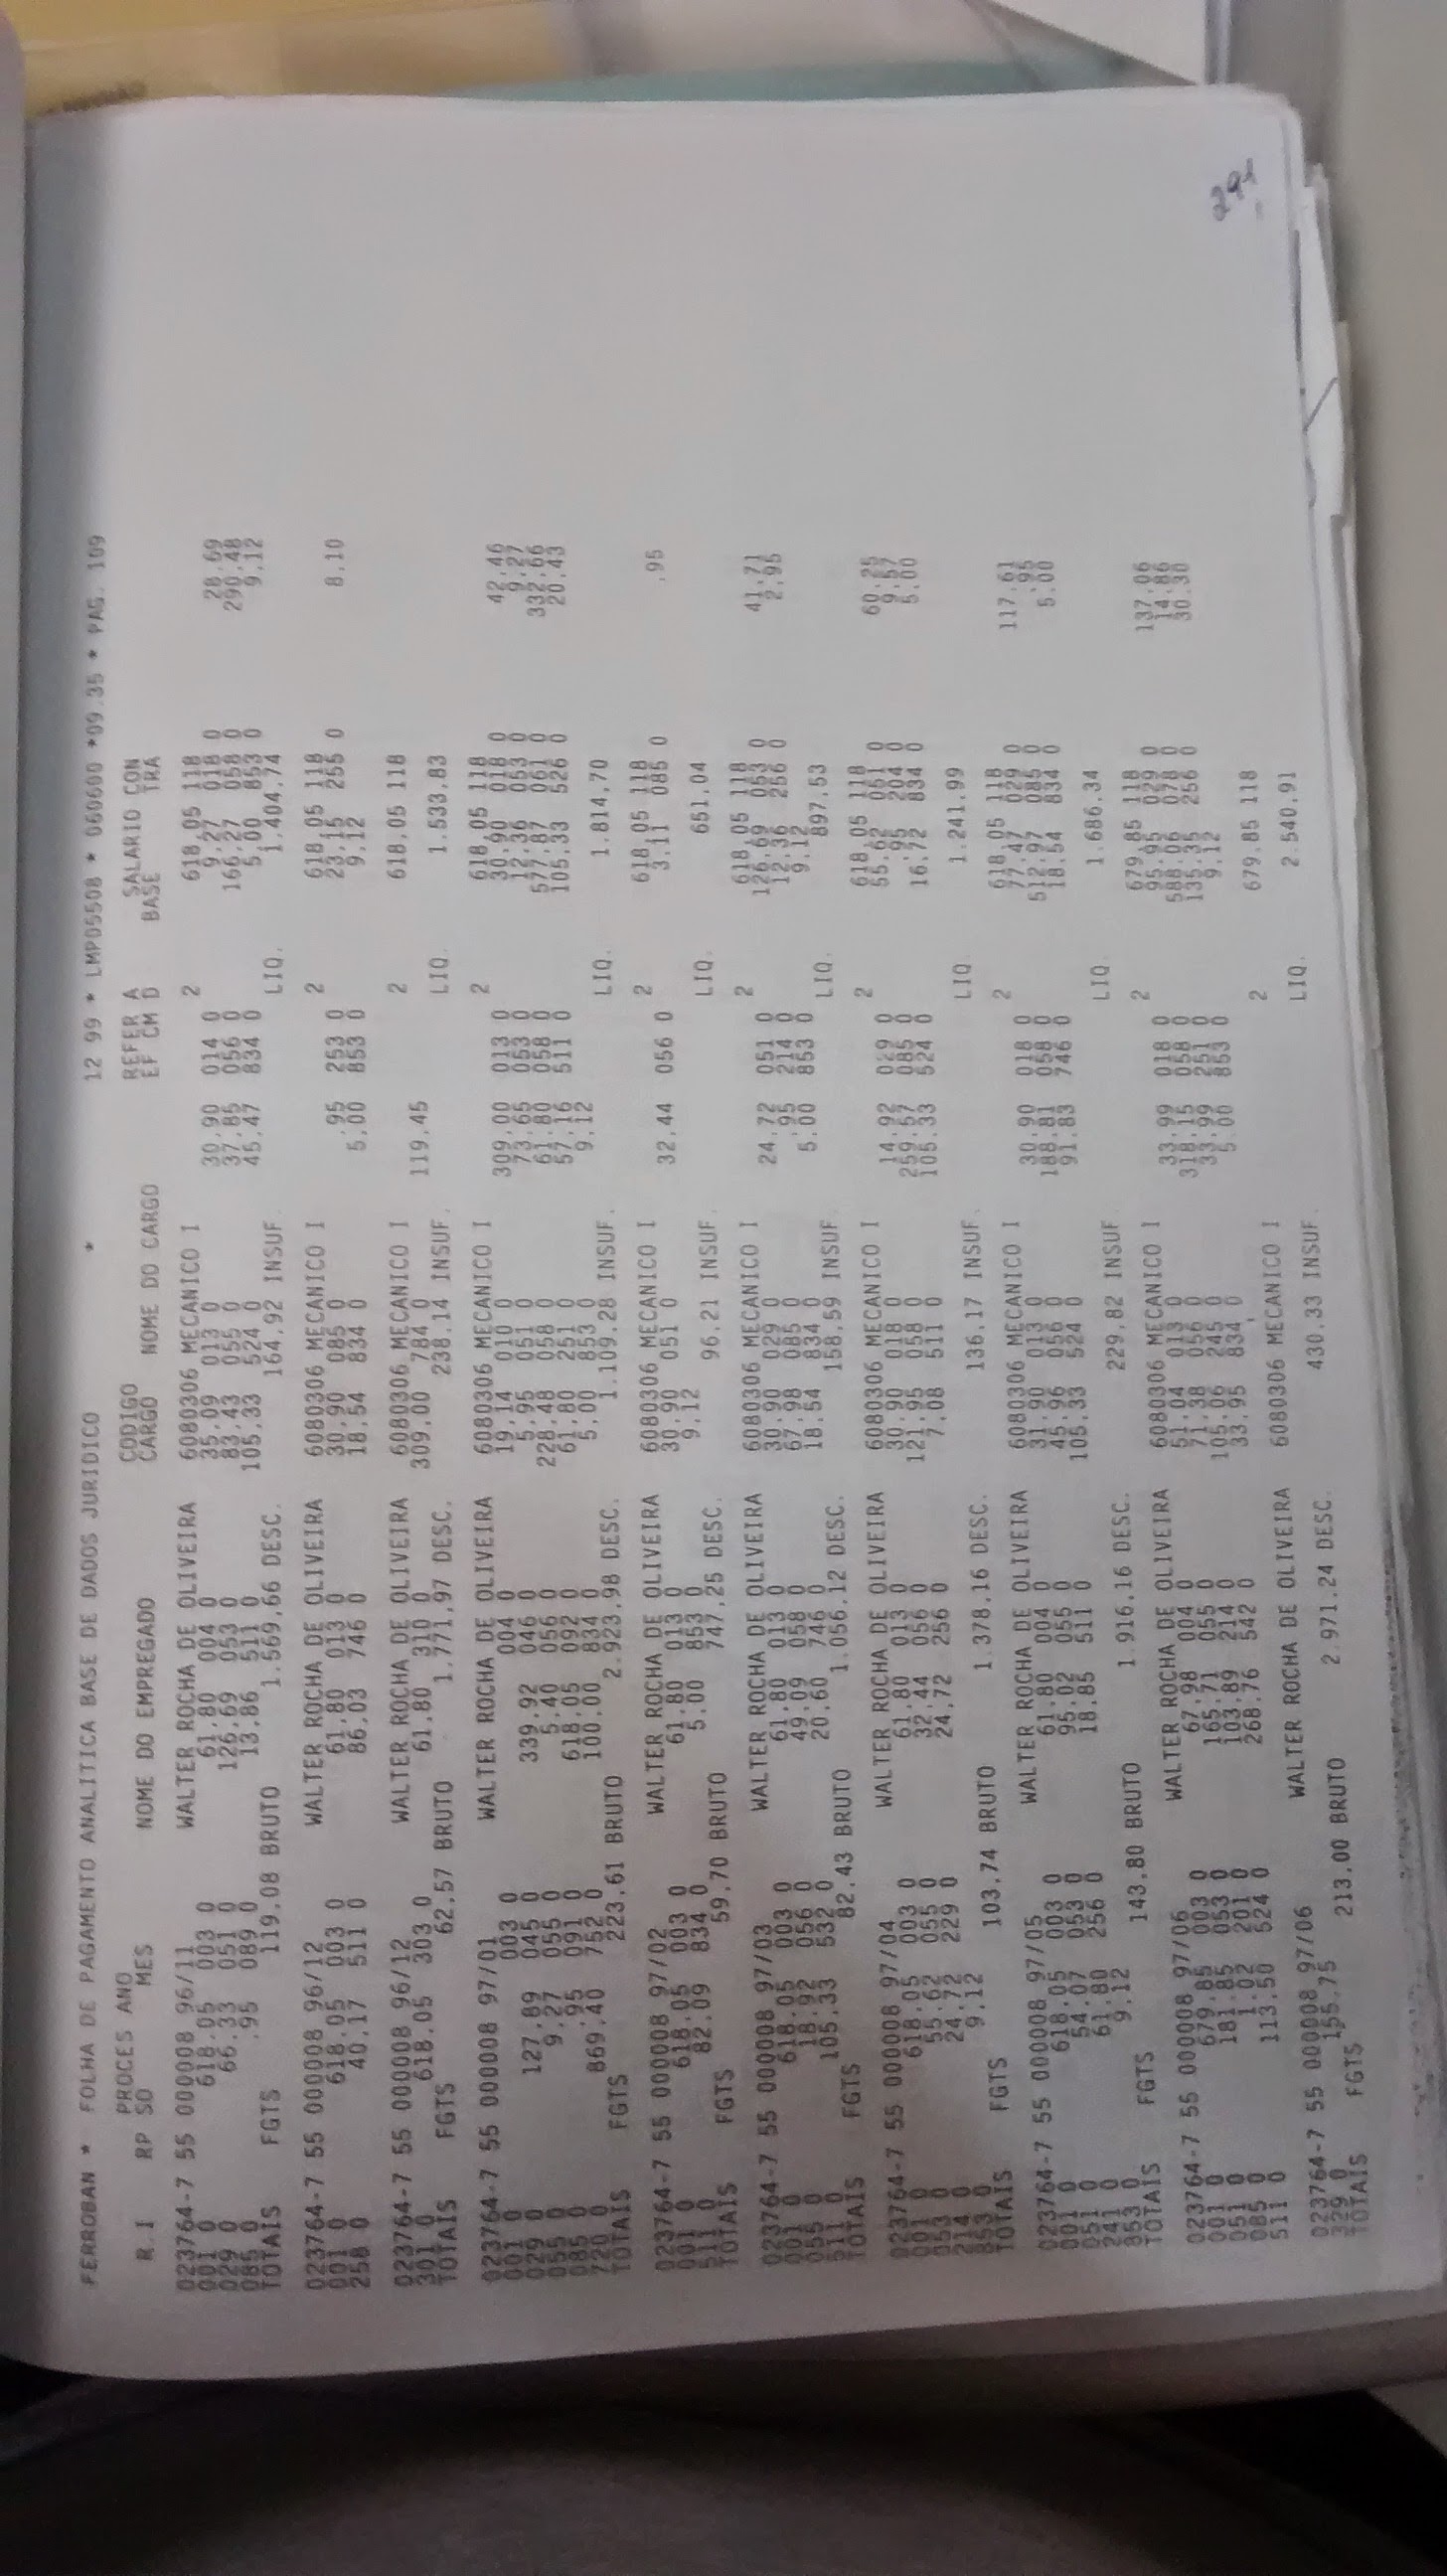 FERROBAN * FOLHA DE PAGAMENTO ANALITICA BASE DE DADOS JURIDICO * 12 99 * LMP05508 * 060600 *09.35 * PAG. 109
PROCES ANO CODIGO REFER A SALARIO CON
R.I RP SO MES NOME DO EMPREGADO CARGO NOME DO CARGO EF CM D BASE TRA
023764-7 55 000008 96/11 WALTER ROCHA DE OLIVEIRA 6080306 MECANICO I 2 618,05 118
001 0 618.05 003 0 61.80 004 0 35.09 013 0 30.90 014 0 9.27 018 0 28.69
029 0 66.33 051 0 126.69 053 0 83.43 055 0 37.85 056 0 166.27 058 0 290.48
085 0 .95 089 0 13.86 511 0 105.33 524 0 45.47 834 0 5.00 853 0 9.12
TOTAIS FGTS 119.08 BRUTO 1.569,66 DESC. 164,92 INSUF. LIQ. 1.404,74
023764-7 55 000008 96/12 WALTER ROCHA DE OLIVEIRA 6080306 MECANICO I 2 618,05 118
001 0 618.05 003 0 61.80 013 0 30.90 085 0 .95 253 0 23.15 255 0 8.10
258 0 40.17 511 0 86.03 746 0 18.54 834 0 5.00 853 0 9.12
023764-7 55 000008 96/12 WALTER ROCHA DE OLIVEIRA 6080306 MECANICO I 2 618,05 118
301 0 618.05 303 0 61.80 310 0 309.00 784 0 119.45
TOTAIS FGTS 62.57 BRUTO 1.771,97 DESC. 238.14 INSUF. LIQ. 1.533,83
023764-7 55 000008 97/01 WALTER ROCHA DE OLIVEIRA 6080306 MECANICO I 2 618,05 118
001 0 003 0 004 0 19.14 010 0 309.00 013 0 30.90 018 0 42.46
029 0 127.89 045 0 339.92 046 0 5.95 051 0 73.65 053 0 12.36 053 0 9.27
055 0 9.27 055 0 5.40 056 0 228.48 058 0 61.80 058 0 577.87 061 0 332.66
085 0 .95 091 0 618.05 092 0 61.80 251 0 57.16 511 0 105.33 526 0 20.43
720 0 869.40 752 0 100.00 834 0 5.00 853 0 9.12
TOTAIS FGTS 223.61 BRUTO 2.923,98 DESC. 1.109,28 INSUF. LIQ. 1.814,70
023764-7 55 000008 97/02 WALTER ROCHA DE OLIVEIRA 6080306 MECANICO I 2 618,05 118
001 0 618.05 003 0 61.80 013 0 30.90 051 0 32.44 056 0 3.11 085 0 .95
511 0 82.09 834 0 5.00 853 0 9.12
TOTAIS FGTS 59.70 BRUTO 747,25 DESC. 96,21 INSUF. LIQ. 651,04
023764-7 55 000008 97/03 WALTER ROCHA DE OLIVEIRA 6080306 MECANICO I 2 618,05 118
001 0 618.05 003 0 61.80 013 0 30.90 029 0 24.72 051 0 126.69 053 0 41.71
055 0 18.92 056 0 49.09 058 0 67.98 085 0 .95 214 0 12.36 256 0 2.95
511 0 105.33 532 0 20.60 746 0 18.54 834 0 5.00 853 0 9.12
TOTAIS FGTS 82.43 BRUTO 1.056,12 DESC. 158,59 INSUF. LIQ. 897,53
023764-7 55 000008 97/04 WALTER ROCHA DE OLIVEIRA 6080306 MECANICO I 2 618,05 118
001 0 618.05 003 0 61.80 013 0 30.90 018 0 14.92 029 0 55.62 051 0 60.25
053 0 55.62 055 0 32.44 056 0 121.95 058 0 259.57 085 0 .95 204 0 9.57
214 0 24.72 229 0 24.72 256 0 7.08 511 0 105.33 524 0 16.72 834 0 5.00
853 0 9.12
TOTAIS FGTS 103.74 BRUTO 1.378,16 DESC. 136,17 INSUF. LIQ. 1.241,99
023764-7 55 000008 97/05 WALTER ROCHA DE OLIVEIRA 6080306 MECANICO I 2 618,05 118
001 0 618.05 003 0 61.80 004 0 31.90 013 0 30.90 018 0 77.47 029 0 117.61
051 0 54.07 053 0 95.02 055 0 45.96 056 0 188.81 058 0 512.97 085 0 .95
241 0 61.80 256 0 18.85 511 0 105.33 524 0 91.83 746 0 18.54 834 0 5.00
853 0 9.12
TOTAIS FGTS 143,80 BRUTO 1.916,16 DESC. 229,82 INSUF. LIQ. 1.686,34
023764-7 55 000008 97/06 WALTER ROCHA DE OLIVEIRA 6080306 MECANICO I 2 679,85 118
001 0 679.85 003 0 67.98 004 0 51.04 013 0 33.99 018 0 95.95 029 0 137.06
051 0 181.85 053 0 165.71 055 0 71.38 056 0 318.15 058 0 588.06 078 0 14.86
085 0 1.02 201 0 103.89 214 0 105.06 245 0 33.99 251 0 135.35 256 0 30.30
511 0 113.50 524 0 268.76 542 0 33.95 834 0 5.00 853 0 9.12
023764-7 55 000008 97/06 WALTER ROCHA DE OLIVEIRA 6080306 MECANICO I 2 679.85 118
329 0 155.75
TOTAIS FGTS 213.00 BRUTO 2.971.24 DESC. 430.33 INSUF. LIQ. 2.540.91
291